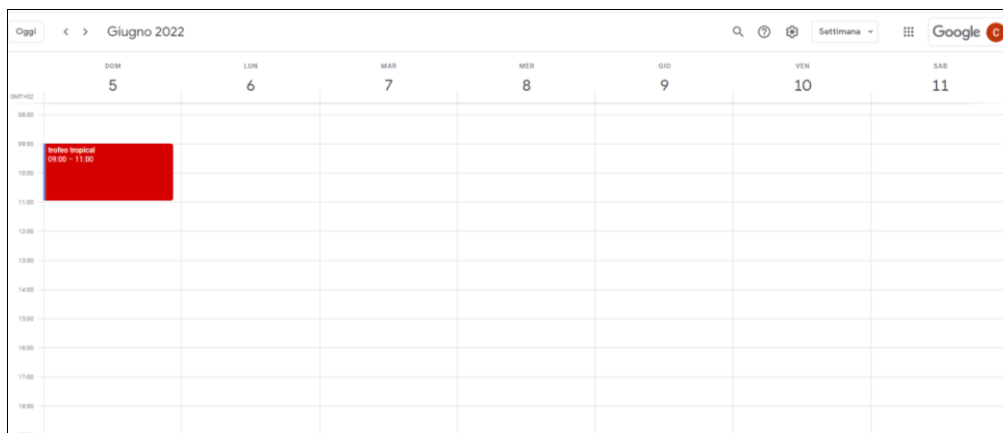 Oggi
Giugno 2022
Settimana
Google
C
DOM
LUN
MAR
MER
GIO
VEN
SAB
5
6
7
8
9
10
11
GMT+02
08:00
09:00
trofeo tropical
09:00 – 11:00
10:00
11:00
12:00
13:00
14:00
15:00
16:00
17:00
18:00